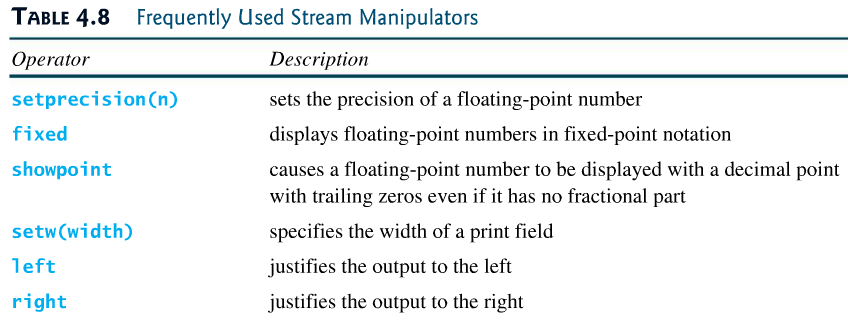 TABLE 4.8 Frequently Used Stream Manipulators
Operator Description
setprecision(n) sets the precision of a floating-point number
fixed displays floating-point numbers in fixed-point notation
showpoint causes a floating-point number to be displayed with a decimal point
with trailing zeros even if it has no fractional part
setw(width) specifies the width of a print field
left justifies the output to the left
right justifies the output to the right